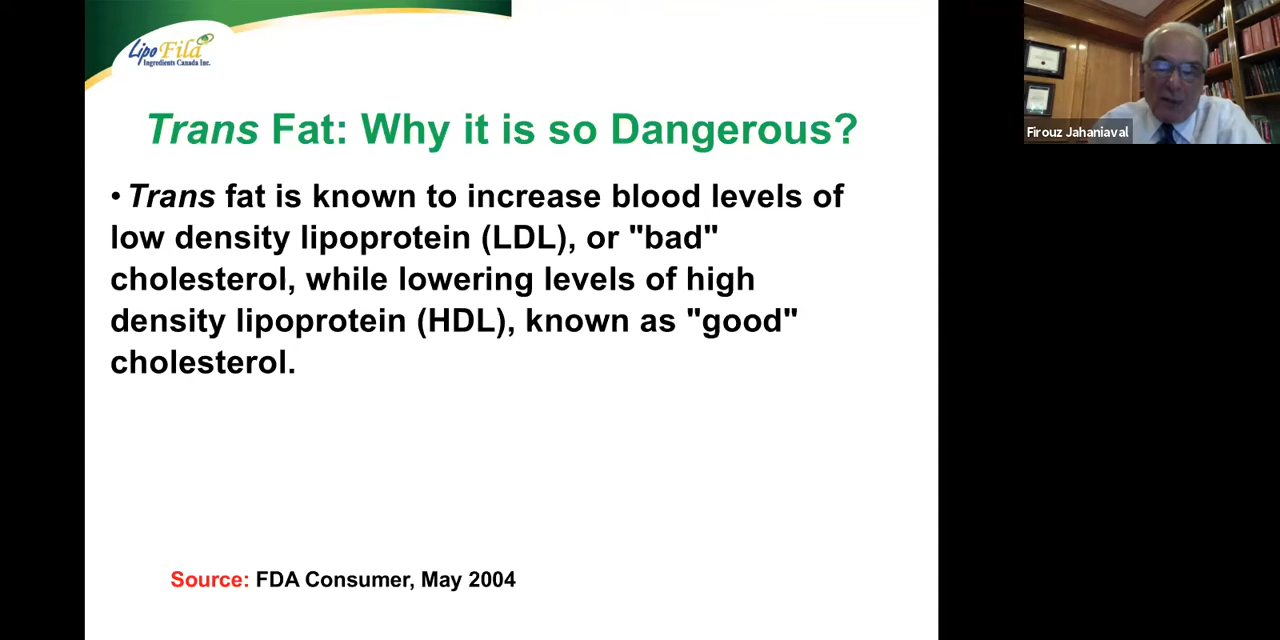 Lipo Fila
Ingredients Canada Inc.
Trans Fat: Why it is so Dangerous?
• Trans fat is known to increase blood levels of
low density lipoprotein (LDL), or "bad"
cholesterol, while lowering levels of high
density lipoprotein (HDL), known as "good"
cholesterol.
Source: FDA Consumer, May 2004
Firouz Jahaniaval